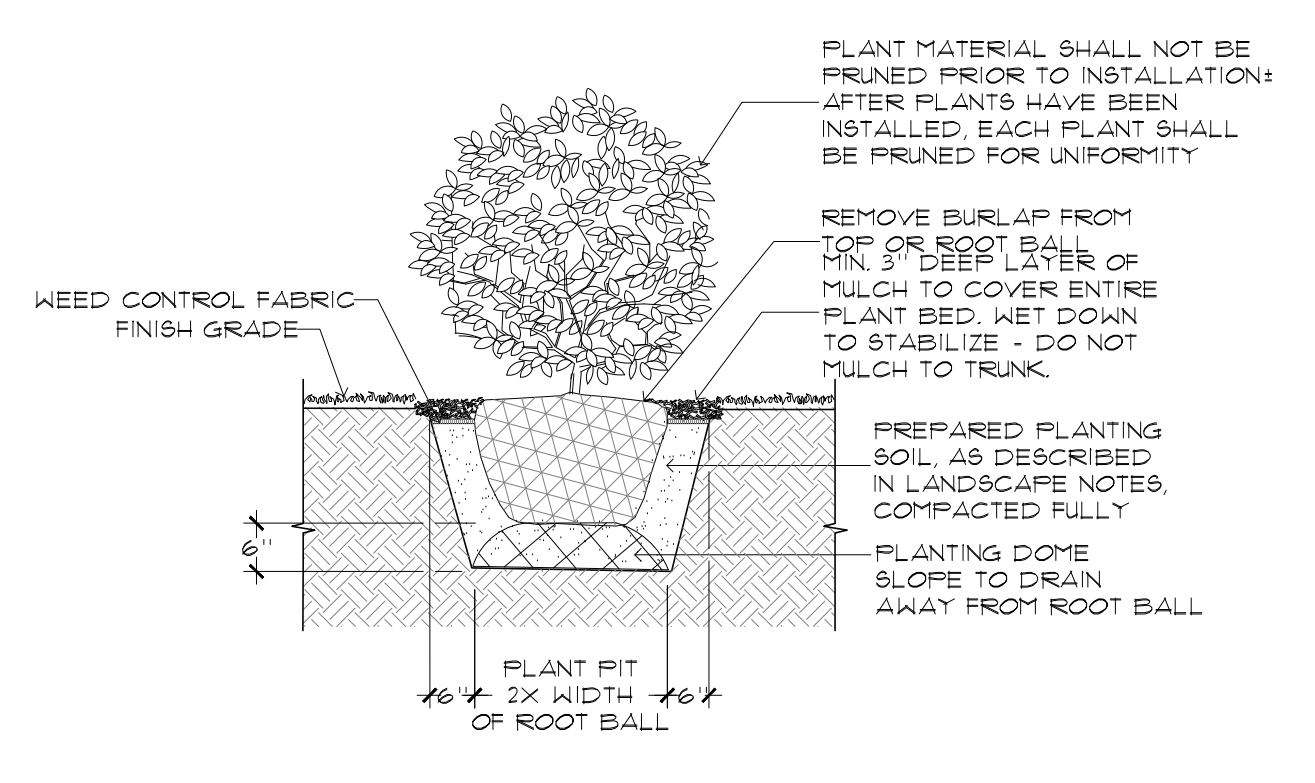 PLANT MATERIAL SHALL NOT BE
PRUNED PRIOR TO INSTALLATION±
AFTER PLANTS HAVE BEEN
INSTALLED, EACH PLANT SHALL
BE PRUNED FOR UNIFORMITY
REMOVE BURLAP FROM
TOP OR ROOT BALL
MIN. 3" DEEP LAYER OF
MULCH TO COVER ENTIRE
PLANT BED. WET DOWN
TO STABILIZE - DO NOT
MULCH TO TRUNK.
WEED CONTROL FABRIC
FINISH GRADE
PREPARED PLANTING
SOIL, AS DESCRIBED
IN LANDSCAPE NOTES,
COMPACTED FULLY
PLANTING DOME
SLOPE TO DRAIN
AWAY FROM ROOT BALL
6"
PLANT PIT
6" 2X WIDTH 6"
OF ROOT BALL